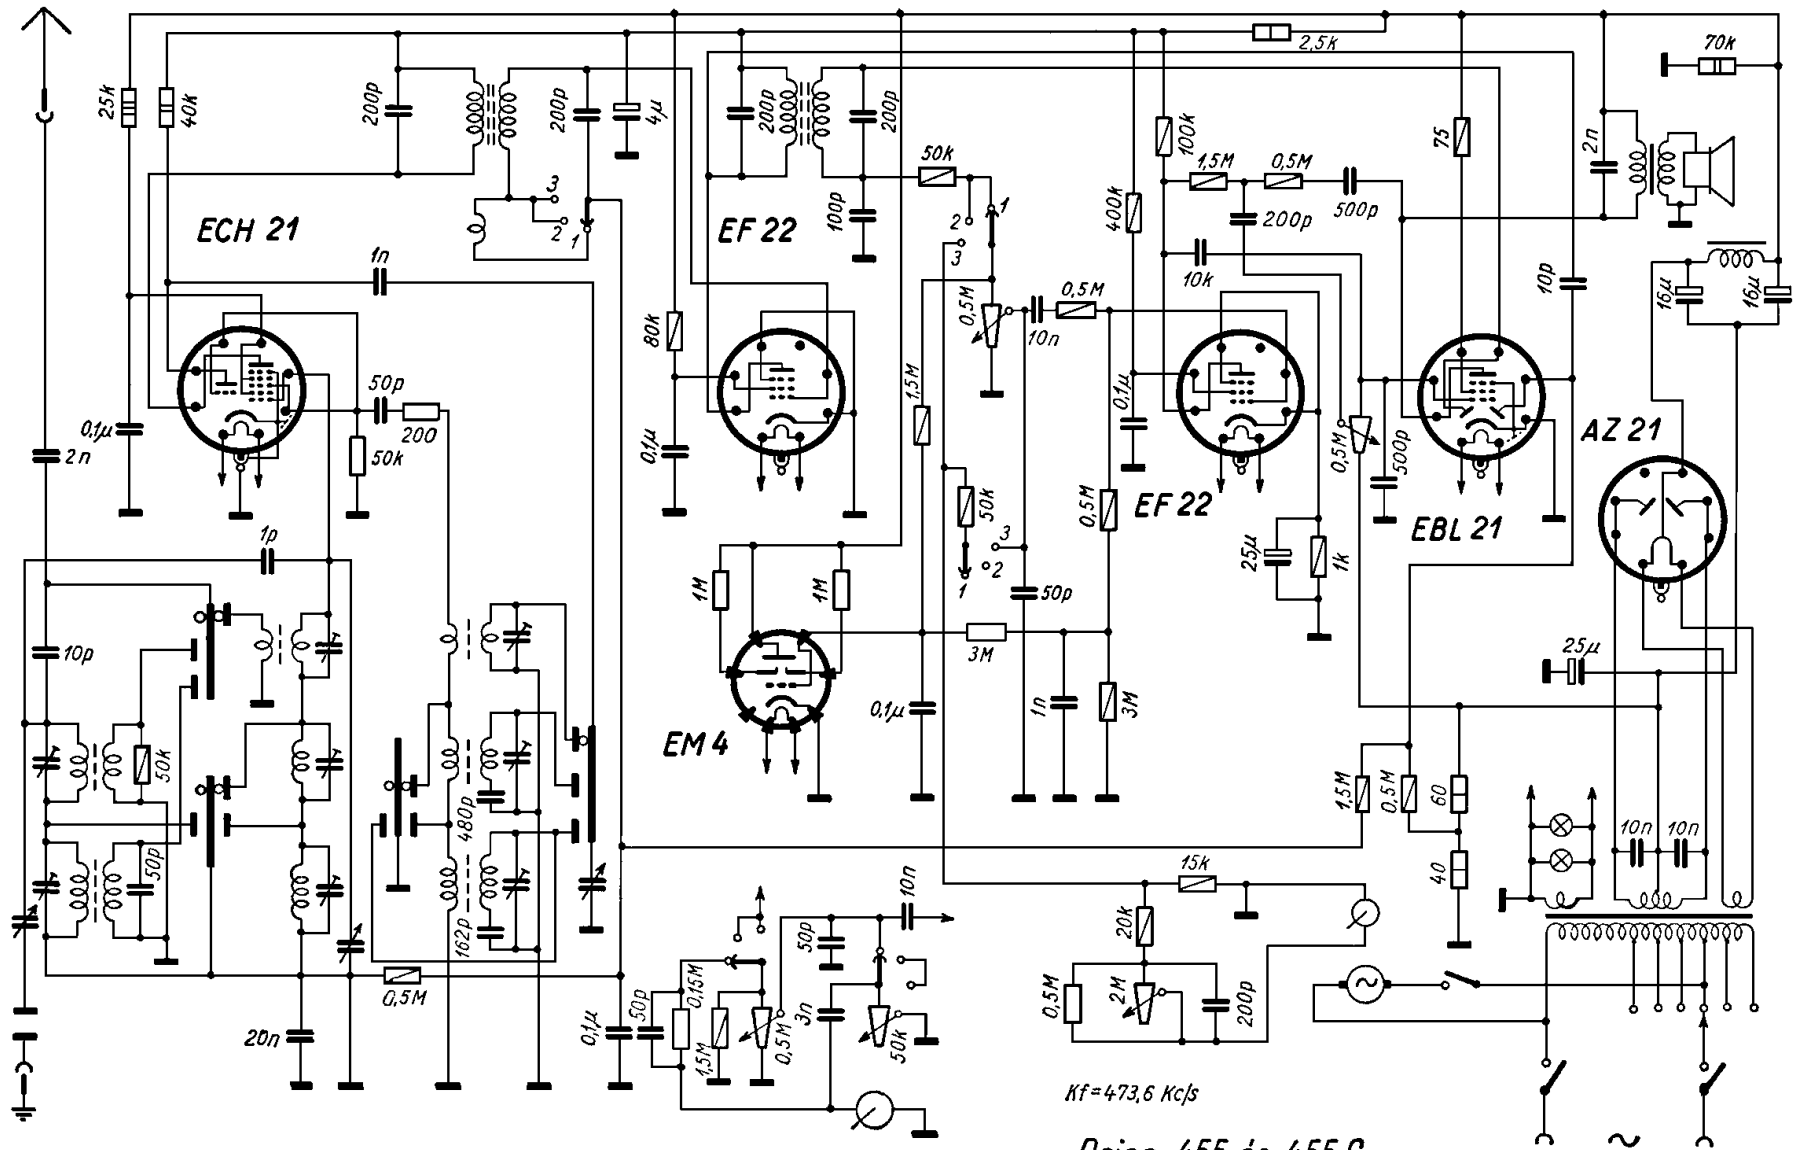 2,5k
70k
25k
40k
200p
200p
4μ
200p
200p
50k
100k
1,5M
0,5M
75
2n
3
2
1
ECH 21
EF 22
100p
2
1
3
400k
200p
500p
1n
10k
10p
16μ
16μ
80k
0,5M
10n
0,5M
50p
200
50k
0,1μ
2n
0,1μ
1,5M
0,1μ
0,5M
500p
AZ 21
EF 22
EBL 21
50k
3
2
1
0,5M
1p
1M
1M
50p
25μ
1k
10p
3M
25μ
EM 4
0,1μ
1n
3M
50k
50p
480p
162p
1,5M
0,5M
60
40
10n
10n
15k
20k
10n
50p
0,5M
20n
0,1μ
50p
0,15M
1,5M
0,5M
3n
50k
0,5M
2M
200p
Kf=473,6 Kc/s
455
455